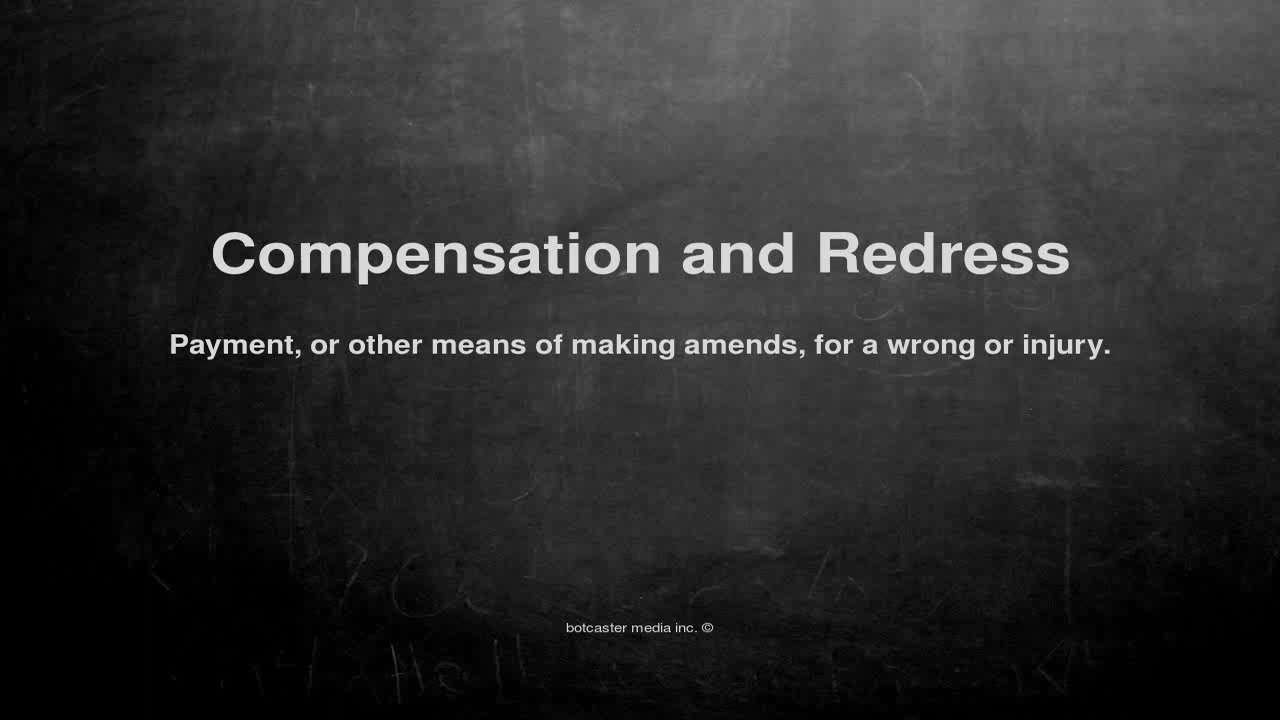 Compensation and Redress
Payment, or other means of making amends, for a wrong or injury.
botcaster media inc. ©